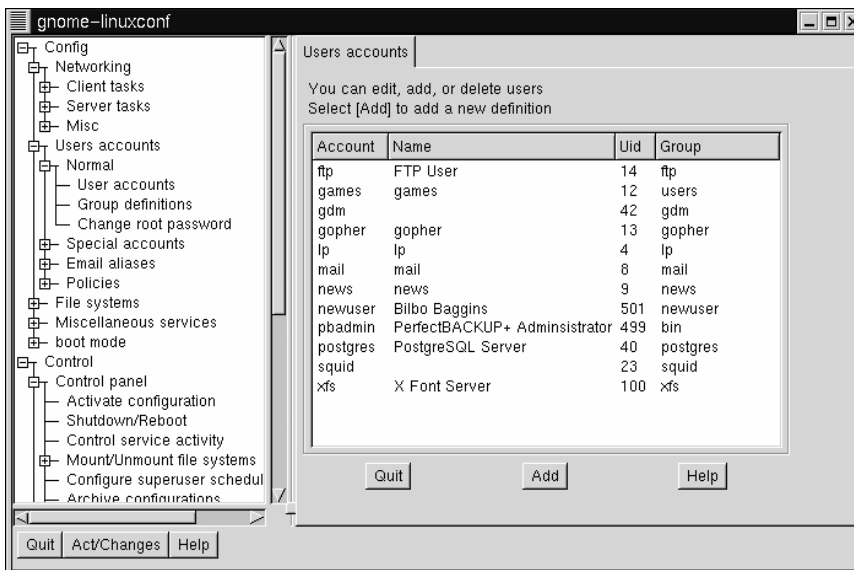 gnome-linuxconf
Config
Networking
Client tasks
Server tasks
Misc
Users accounts
Normal
User accounts
Group definitions
Change root password
Special accounts
Email aliases
Policies
File systems
Miscellaneous services
boot mode
Control
Control panel
Activate configuration
Shutdown/Reboot
Control service activity
Mount/Unmount file systems
Configure superuser schedul
Archive configurations
Quit Act/Changes Help
Users accounts
You can edit, add, or delete users
Select [Add] to add a new definition
Account Name Uid Group
ftp FTP User 14 ftp
games games 12 users
gdm 42 gdm
gopher gopher 13 gopher
lp lp 4 lp
mail mail 8 mail
news news 9 news
newuser Bilbo Baggins 501 newuser
pbadmin PerfectBACKUP+ Adminsistrator 499 bin
postgres PostgreSQL Server 40 postgres
squid 23 squid
xfs X Font Server 100 xfs
Quit Add Help